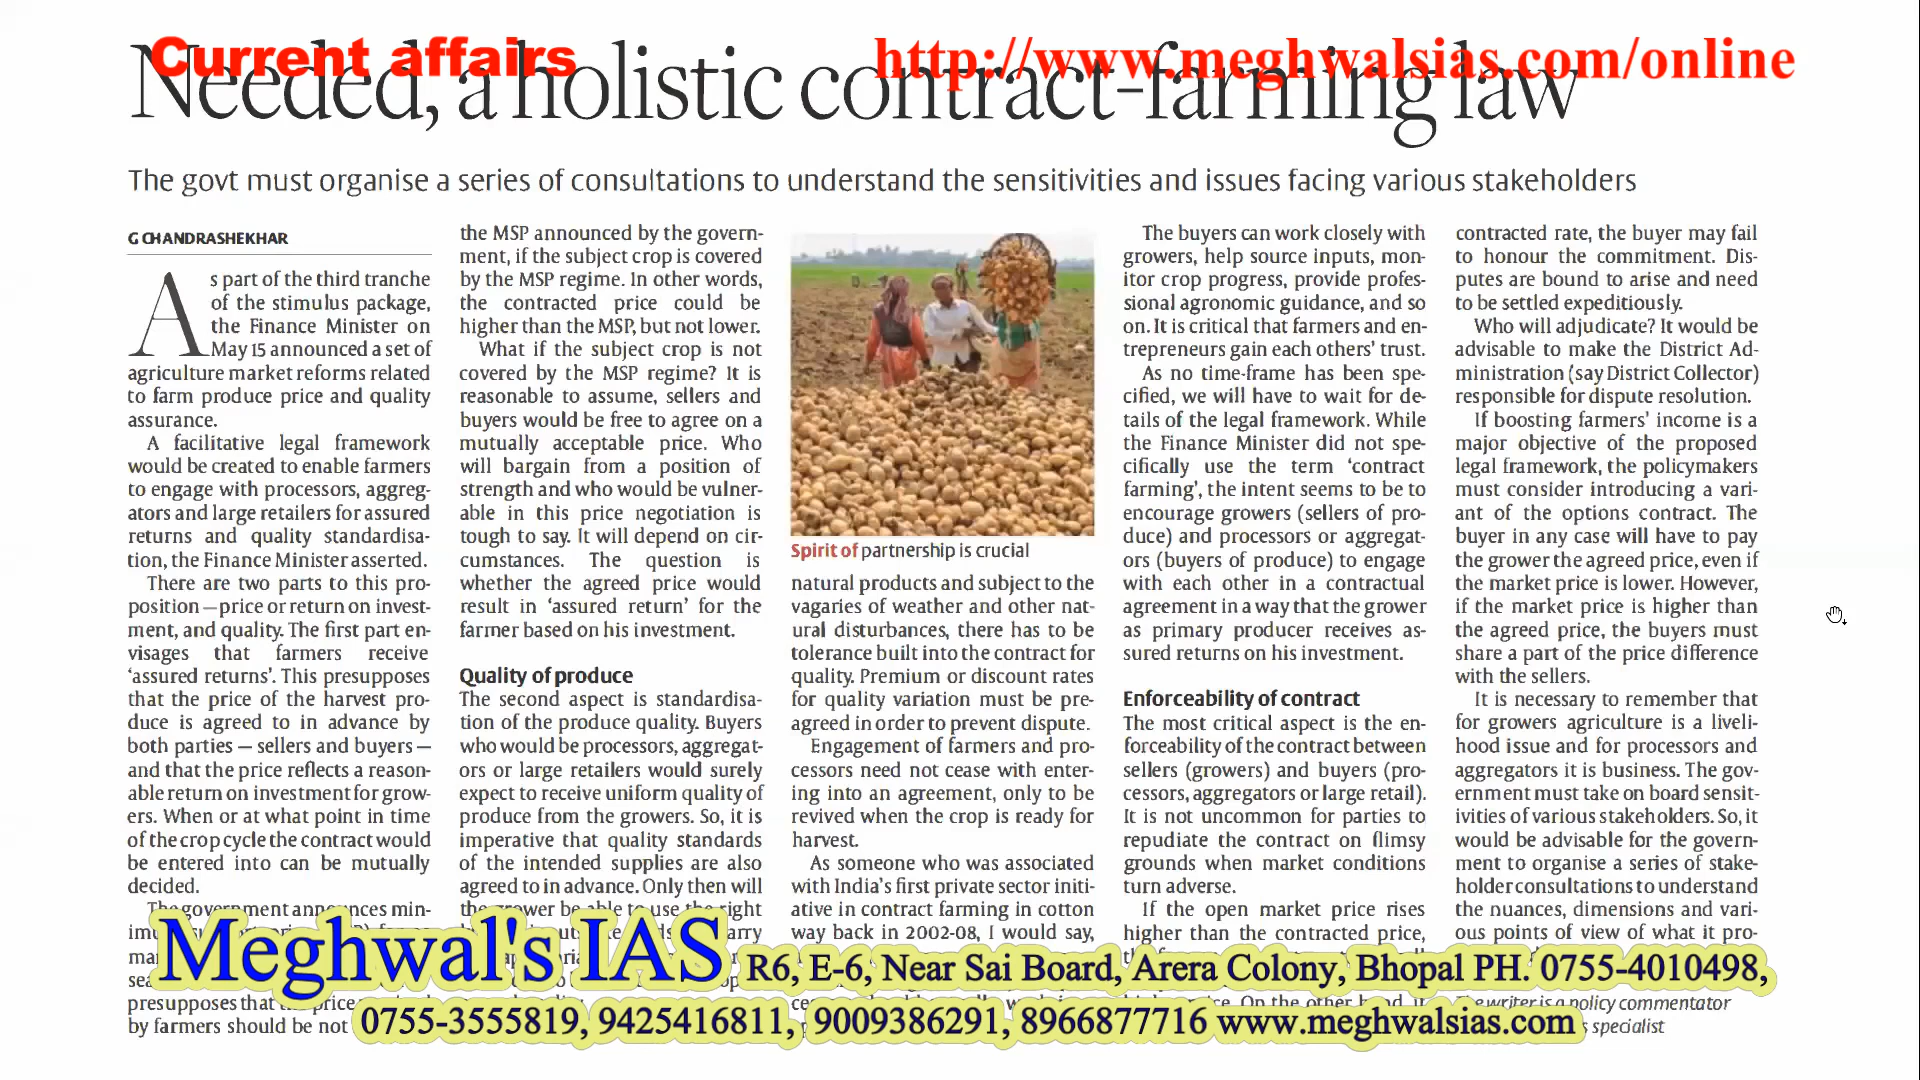 Current affairs
http://www.meghwalsias.com/online
Needed, a holistic contract-farming law
The govt must organise a series of consultations to understand the sensitivities and issues facing various stakeholders
G CHANDRASHEKHAR
As part of the third tranche
of the stimulus package,
the Finance Minister on
May 15 announced a set of
agriculture market reforms related
to farm produce price and quality
assurance.
A facilitative legal framework
would be created to enable farmers
to engage with processors, aggreg-
ators and large retailers for assured
returns and quality standardisa-
tion, the Finance Minister asserted.
There are two parts to this pro-
position — price or return on invest-
ment, and quality. The first part en-
visages that farmers receive
‘assured returns’. This presupposes
that the price of the harvest pro-
duce is agreed to in advance by
both parties — sellers and buyers —
and that the price reflects a reason-
able return on investment for grow-
ers. When or at what point in time
of the crop cycle the contract would
be entered into can be mutually
decided.
The government announces min-
presupposes that the price
by farmers should be not
the MSP announced by the govern-
ment, if the subject crop is covered
by the MSP regime. In other words,
the contracted price could be
higher than the MSP, but not lower.
What if the subject crop is not
covered by the MSP regime? It is
reasonable to assume, sellers and
buyers would be free to agree on a
mutually acceptable price. Who
will bargain from a position of
strength and who would be vulner-
able in this price negotiation is
tough to say. It will depend on cir-
cumstances. The question is
whether the agreed price would
result in ‘assured return’ for the
farmer based on his investment.
Quality of produce
The second aspect is standardisa-
tion of the produce quality. Buyers
who would be processors, aggregat-
ors or large retailers would surely
expect to receive uniform quality of
produce from the growers. So, it is
imperative that quality standards
of the intended supplies are also
agreed to in advance. Only then will
the grower be able to use the right
Spirit of partnership is crucial
natural products and subject to the
vagaries of weather and other nat-
ural disturbances, there has to be
tolerance built into the contract for
quality. Premium or discount rates
for quality variation must be pre-
agreed in order to prevent dispute.
Engagement of farmers and pro-
cessors need not cease with enter-
ing into an agreement, only to be
revived when the crop is ready for
harvest.
As someone who was associated
with India’s first private sector initi-
ative in contract farming in cotton
way back in 2002-08, I would say,
The buyers can work closely with
growers, help source inputs, mon-
itor crop progress, provide profes-
sional agronomic guidance, and so
on. It is critical that farmers and en-
trepreneurs gain each others’ trust.
As no time-frame has been spe-
cified, we will have to wait for de-
tails of the legal framework. While
the Finance Minister did not spe-
cifically use the term ‘contract
farming’, the intent seems to be to
encourage growers (sellers of pro-
duce) and processors or aggregat-
ors (buyers of produce) to engage
with each other in a contractual
agreement in a way that the grower
as primary producer receives as-
sured returns on his investment.
Enforceability of contract
The most critical aspect is the en-
forceability of the contract between
sellers (growers) and buyers (pro-
cessors, aggregators or large retail).
It is not uncommon for parties to
repudiate the contract on flimsy
grounds when market conditions
turn adverse.
If the open market price rises
higher than the contracted price,
price. On the other hand, if
contracted rate, the buyer may fail
to honour the commitment. Dis-
putes are bound to arise and need
to be settled expeditiously.
Who will adjudicate? It would be
advisable to make the District Ad-
ministration (say District Collector)
responsible for dispute resolution.
If boosting farmers’ income is a
major objective of the proposed
legal framework, the policymakers
must consider introducing a vari-
ant of the options contract. The
buyer in any case will have to pay
the grower the agreed price, even if
the market price is lower. However,
if the market price is higher than
the agreed price, the buyers must
share a part of the price difference
with the sellers.
It is necessary to remember that
for growers agriculture is a liveli-
hood issue and for processors and
aggregators it is business. The gov-
ernment must take on board sensit-
ivities of various stakeholders. So, it
would be advisable for the govern-
ment to organise a series of stake-
holder consultations to understand
the nuances, dimensions and vari-
ous points of view of what it pro-
The writer is a policy commentator
specialist
Meghwal's IAS R6, E-6, Near Sai Board, Arera Colony, Bhopal PH. 0755-4010498,
0755-3555819, 9425416811, 9009386291, 8966877716 www.meghwalsias.com